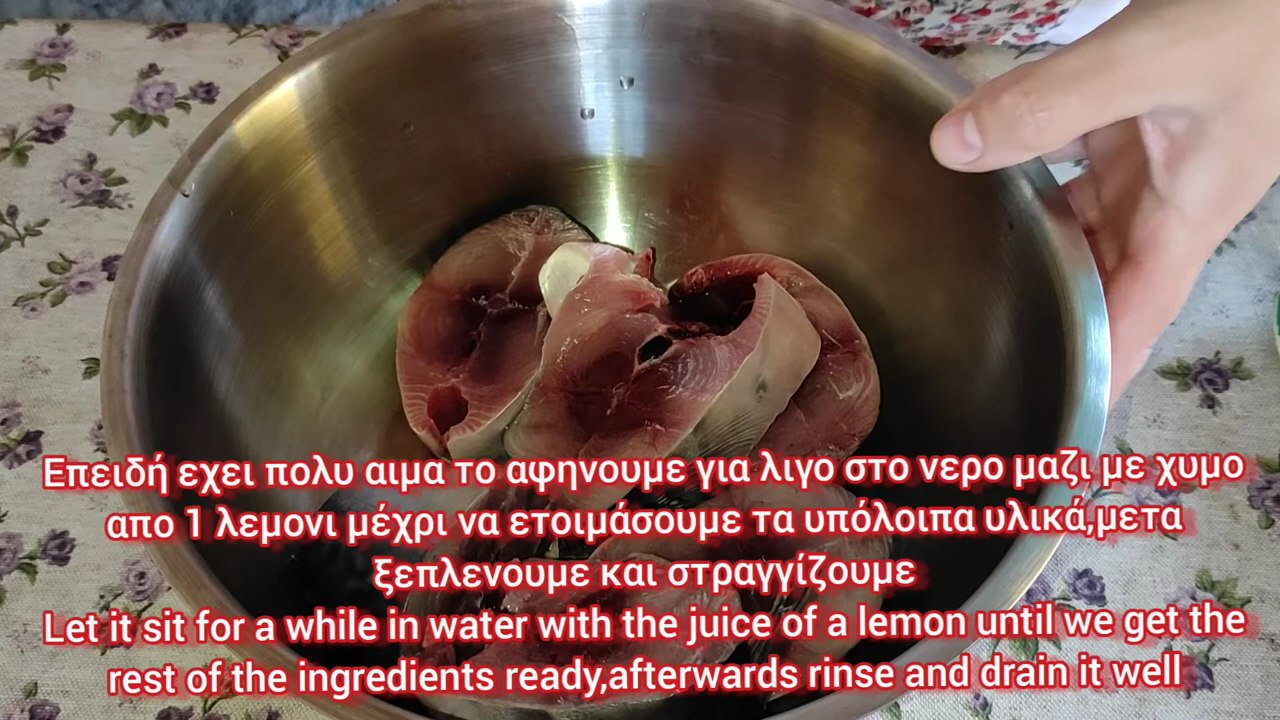 Επειδή εχει πολυ αιμα το αφηνουμε για λιγο στο νερο μαζι με χυμο
απο 1 λεμονι μέχρι να ετοιμάσουμε τα υπόλοιπα υλικά,μετα
ξεπλενουμε και στραγγίζουμε
Let it sit for a while in water with the juice of a lemon until we get the
rest of the ingredients ready,afterwards rinse and drain it well